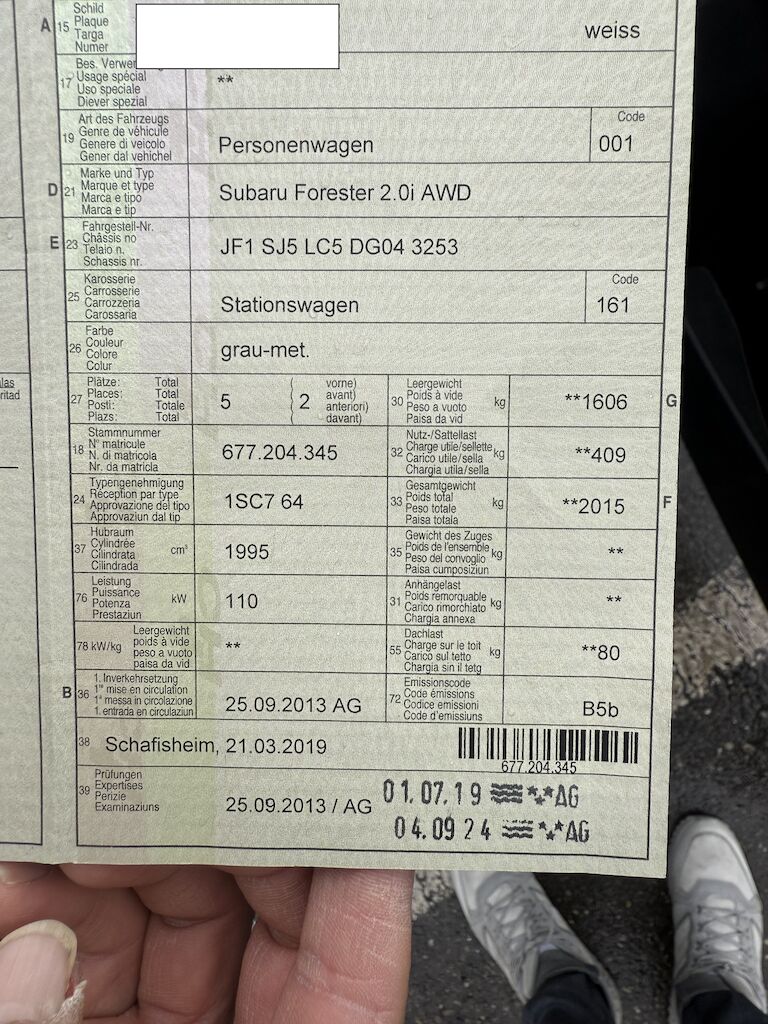 A 15 Schild
Plaque
Targa
Numer
weiss
17 Bes. Verwen
Usage spécial
Uso speciale
Diever spezial
**
19 Art des Fahrzeugs
Genre de véhicule
Genere di veicolo
Gener dal vehichel
Personenwagen
Code
001
D 21 Marke und Typ
Marque et type
Marca e tipo
Marca e tip
Subaru Forester 2.0i AWD
E 23 Fahrgestell-Nr.
Châssis no
Telaio n.
Schassis nr.
JF1 SJ5 LC5 DG04 3253
25 Karosserie
Carrosserie
Carrozzeria
Carossaria
Stationswagen
Code
161
26 Farbe
Couleur
Colore
Colur
grau-met.
27 Plätze: Total
Places: Total
Posti: Totale
Plazs: Total
5 ( 2 vorne)
( avant)
( anteriori)
( davant)
30 Leergewicht
Poids à vide
Peso a vuoto
Paisa da vid
kg
**1606
G
18 Stammnummer
N° matricule
N. di matricola
Nr. da matricla
677.204.345
32 Nutz-/Sattellast
Charge utile/sellette
Carico utile/sella
Chargia utila/sella
kg
**409
24 Typengenehmigung
Réception par type
Approvazione del tipo
Approvaziun dal tip
1SC7 64
33 Gesamtgewicht
Poids total
Peso totale
Paisa totala
kg
**2015
F
37 Hubraum
Cylindrée
Cilindrata
Cilindrada
cm³
1995
35 Gewicht des Zuges
Poids de l'ensemble
Peso del convoglio
Paisa cumposiziun
kg
**
76 Leistung
Puissance
Potenza
Prestaziun
kW
110
31 Anhängelast
Poids remorquable
Carico rimorchiato
Chargia annexa
kg
**
78 kW/kg Leergewicht
poids à vide
peso a vuoto
paisa da vid
**
55 Dachlast
Charge sur le toit
Carico sul tetto
Chargia sin il tetg
kg
**80
B 36 1. Inverkehrsetzung
1re mise en circulation
1a messa in circolazione
1. entrada en circulaziun
25.09.2013 AG
72 Emissionscode
Code émissions
Codice emissioni
Code d'emissiuns
B5b
38 Schafisheim, 21.03.2019
677.204.345
39 Prüfungen
Expertises
Perizie
Examinaziuns
25.09.2013 / AG
01.07.19 AG
04.09 24 AG